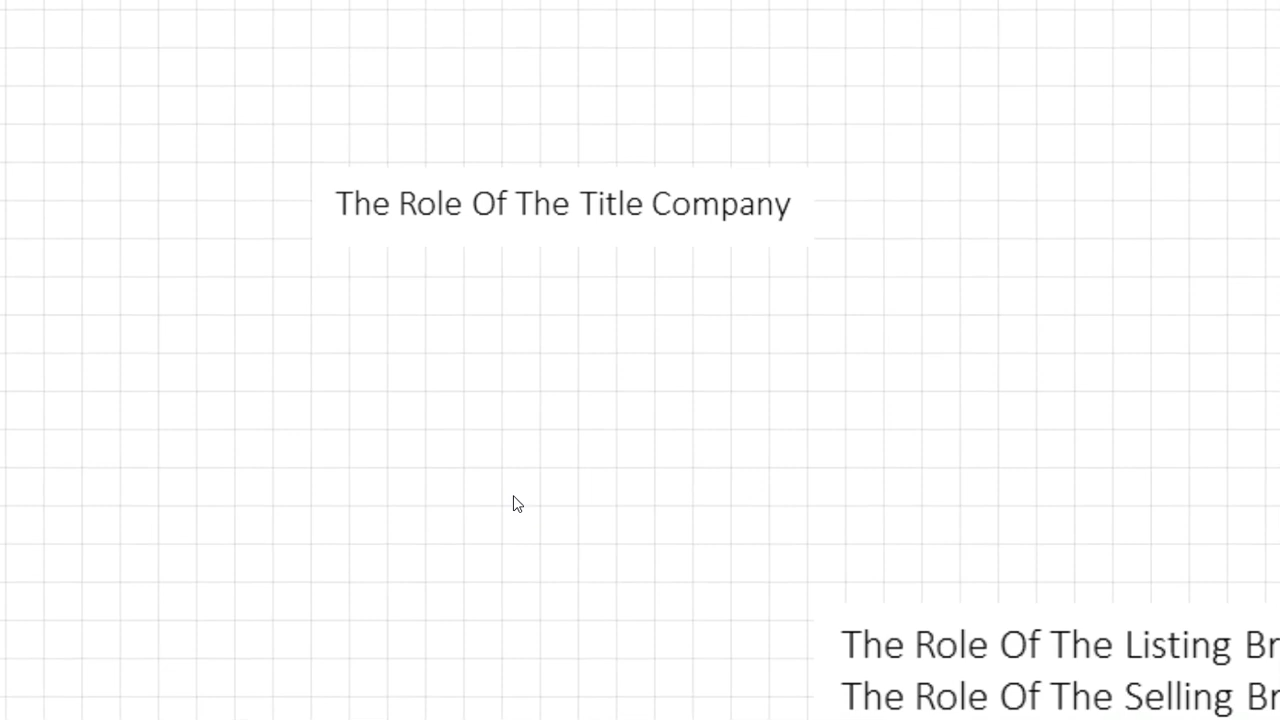 The Role Of The Title Company
The Role Of The Listing
The Role Of The Selling